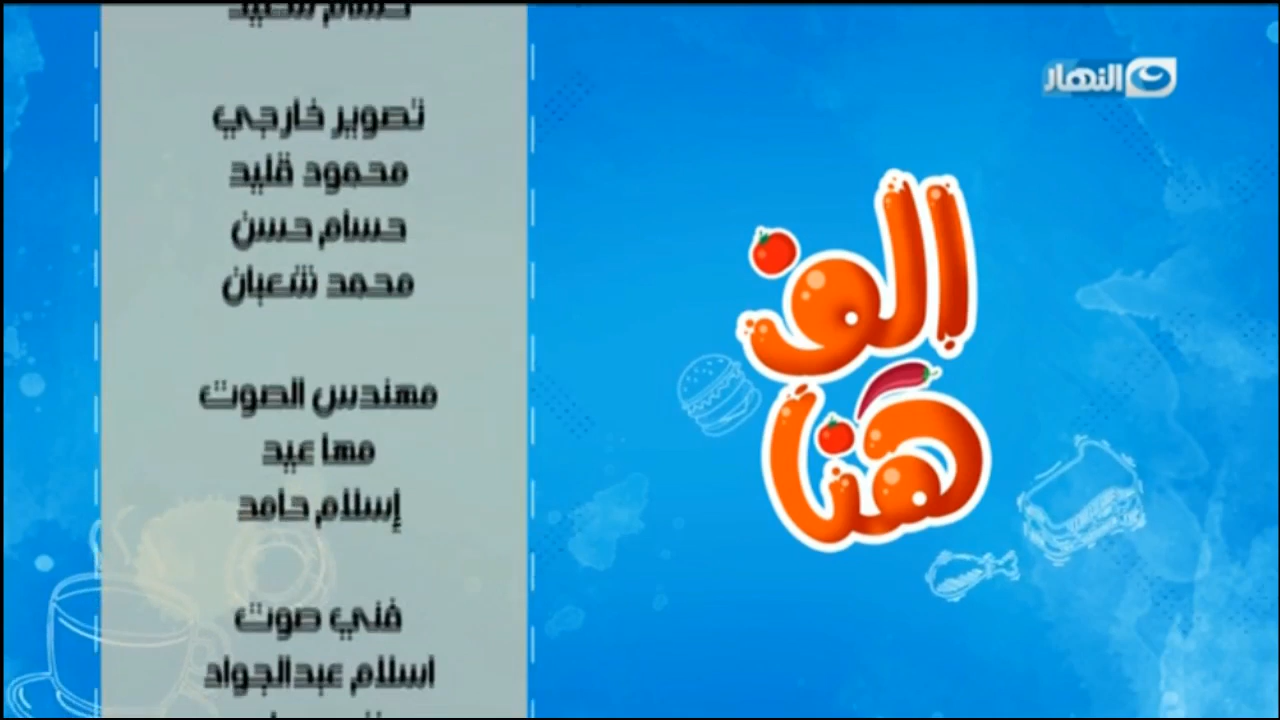 النهار
تصوير خارجي
محمود قليد
حسام حسن
محمد شعبان
مهندس الصوت
مها عيد
إسلام حامد
فني صوت
اسلام عبدالجواد
الف
هنا